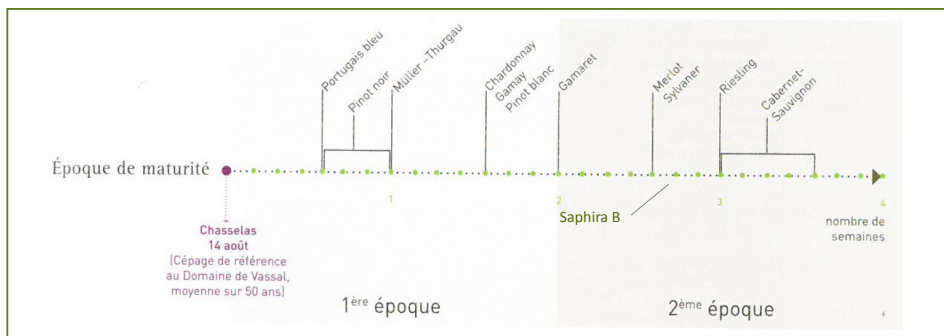 Portugais bleu
Pinot noir
Müller –Thurgau
Chardonnay
Gamay
Pinot blanc
Gamaret
Merlot
Sylvaner
Riesling
Cabernet-
Sauvignon
Époque de maturité
1
2
3
4
Saphira B
nombre de
semaines
Chasselas
14 août
(Cépage de référence
au Domaine de Vassal,
moyenne sur 50 ans)
1ère époque
2ème époque